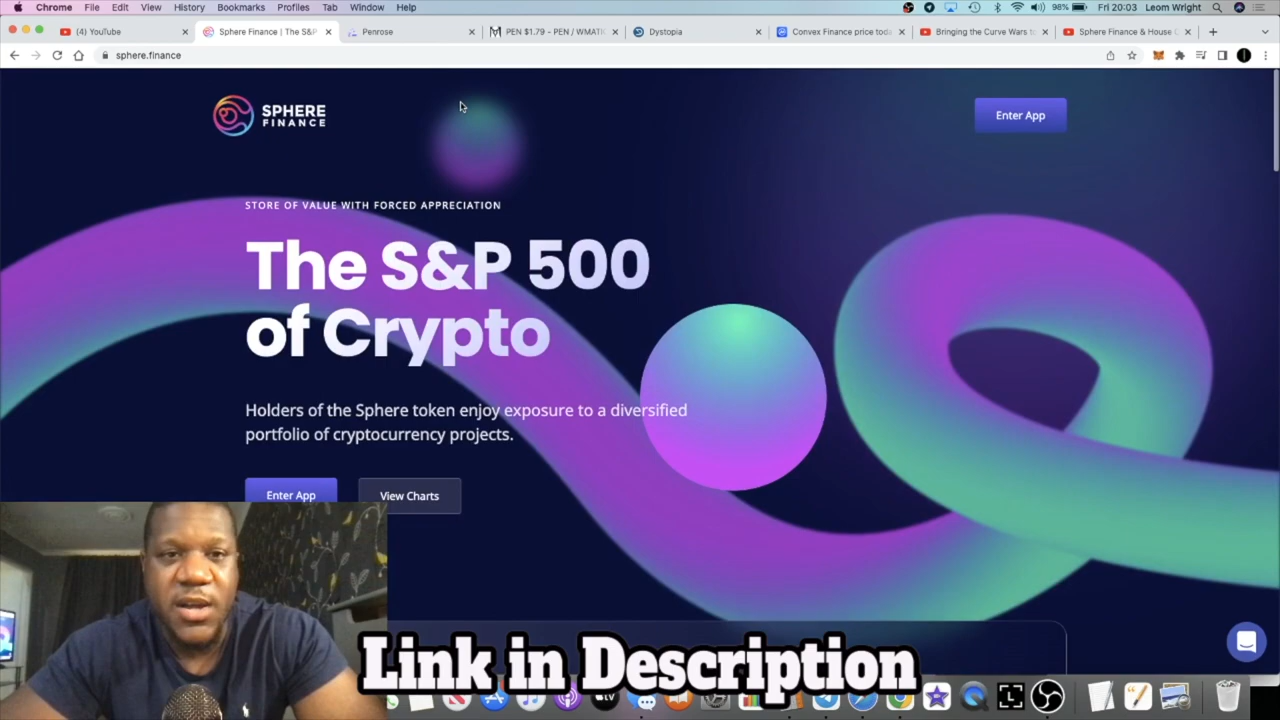 Chrome File Edit View History Bookmarks Profiles Tab Window Help
98% Fri 20:03 Leom Wright
(4) YouTube
Sphere Finance | The S&P
Penrose
PEN $1.79 - PEN / WMATI
Dystopia
Convex Finance price toda
Bringing the Curve Wars to
Sphere Finance & House C
sphere.finance
SPHERE
FINANCE
Enter App
STORE OF VALUE WITH FORCED APPRECIATION
The S&P 500
of Crypto
Holders of the Sphere token enjoy exposure to a diversified
portfolio of cryptocurrency projects.
Enter App
View Charts
Link in Description